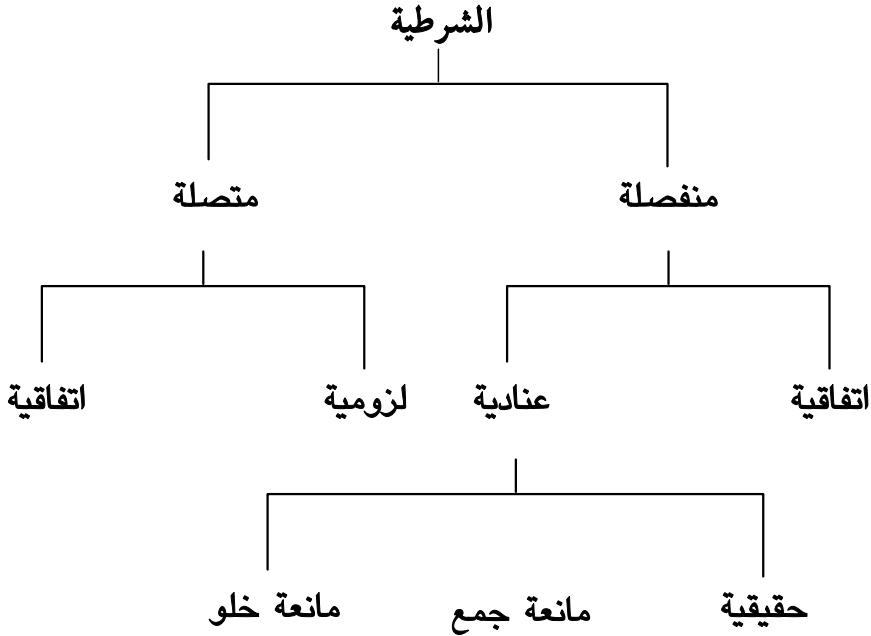 الشرطية
منفصلة متصلة
اتفاقية عنادية لزومية اتفاقية
حقيقية مانعة جمع مانعة خلو